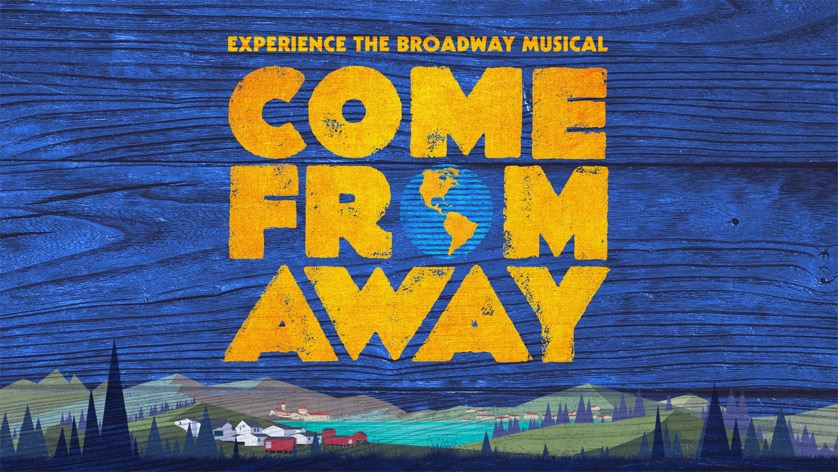 EXPERIENCE THE BROADWAY MUSICAL
COME
FROM
AWAY